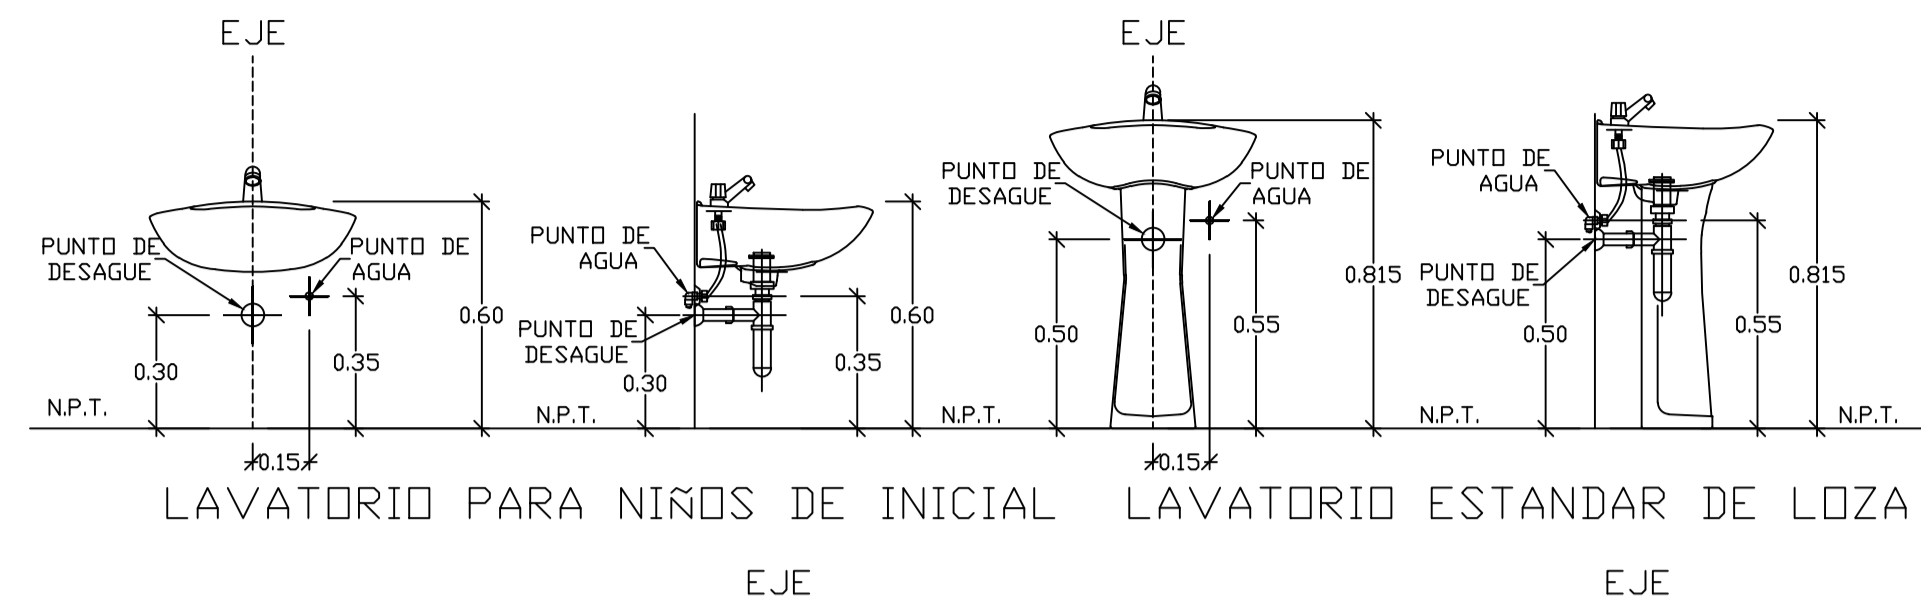 EJE
PUNTO DE
DESAGUE
PUNTO DE
AGUA
0.30
0.35
0.60
N.P.T.
0.15
PUNTO DE
AGUA
PUNTO DE
DESAGUE
0.30
0.35
0.60
N.P.T.
LAVATORIO PARA NIÑOS DE INICIAL
EJE
PUNTO DE
DESAGUE
PUNTO DE
AGUA
0.50
0.55
0.815
N.P.T.
0.15
PUNTO DE
AGUA
PUNTO DE
DESAGUE
0.50
0.55
0.815
N.P.T.
N.P.T.
LAVATORIO ESTANDAR DE LOZA
EJE
EJE